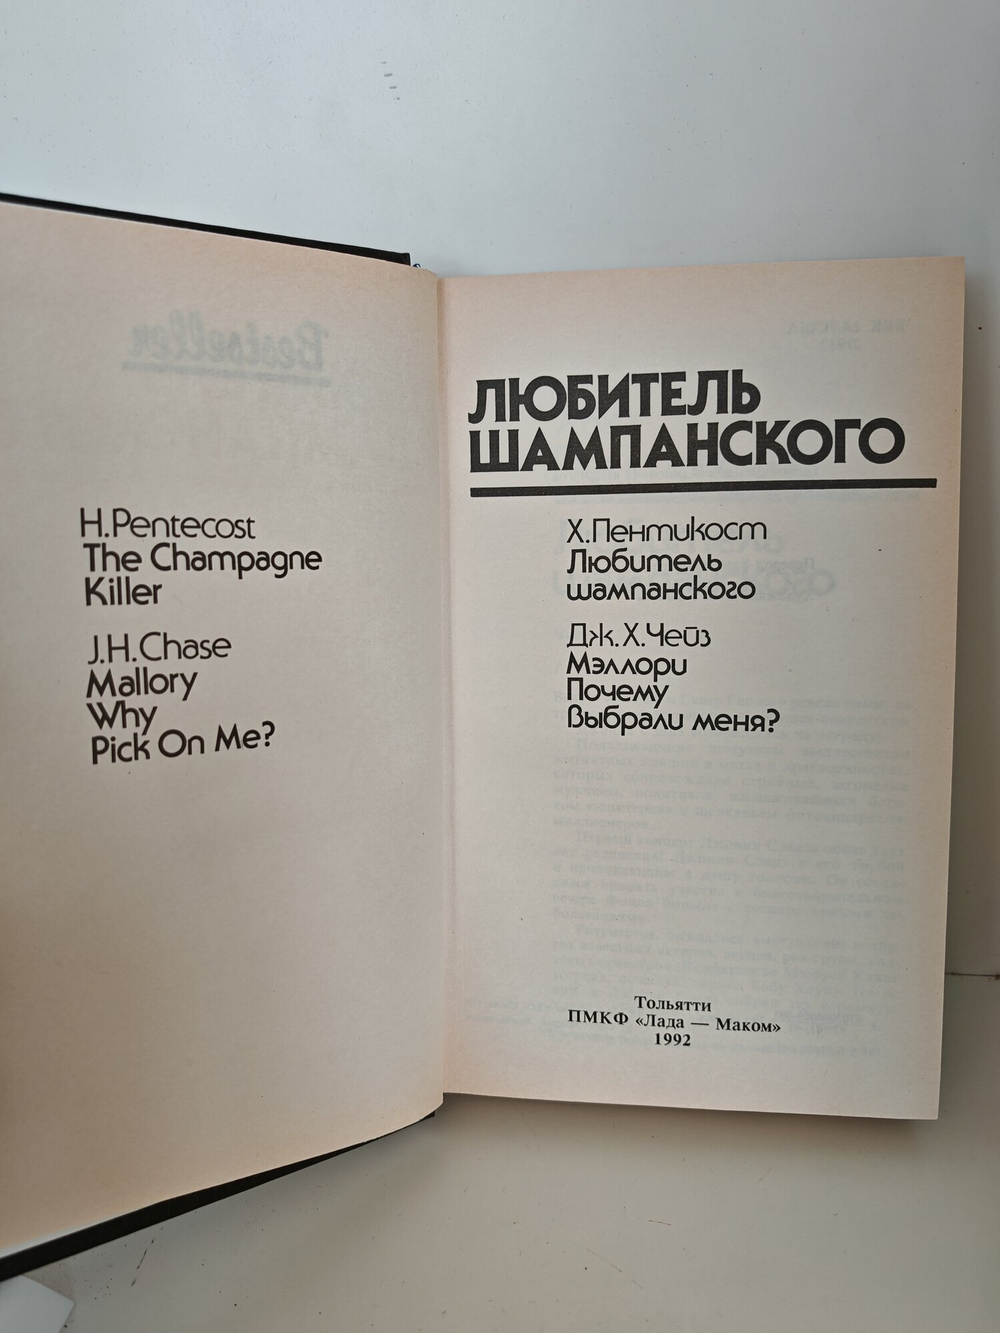 Bestseller
H.Pentecost
The Champagne
Killer
J.H.Chase
Mallory
Why
Pick On Me?
ЛЮБИТЕЛЬ
ШАМПАНСКОГО
Х.Пентикост
Любитель
шампанского
Дж.Х.Чейз
Мэллори
Почему
Выбрали меня?
Тольятти
ПМКФ «Лада — Маком»
1992